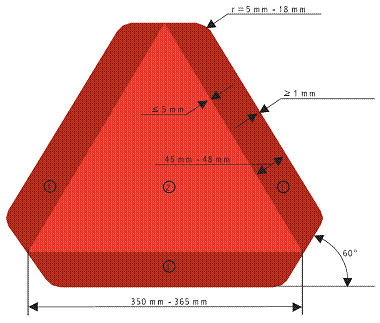 r = 5 mm - 18 mm
≥ 1 mm
≤ 5 mm
45 mm - 48 mm
1
2
1
1
60°
350 mm - 365 mm